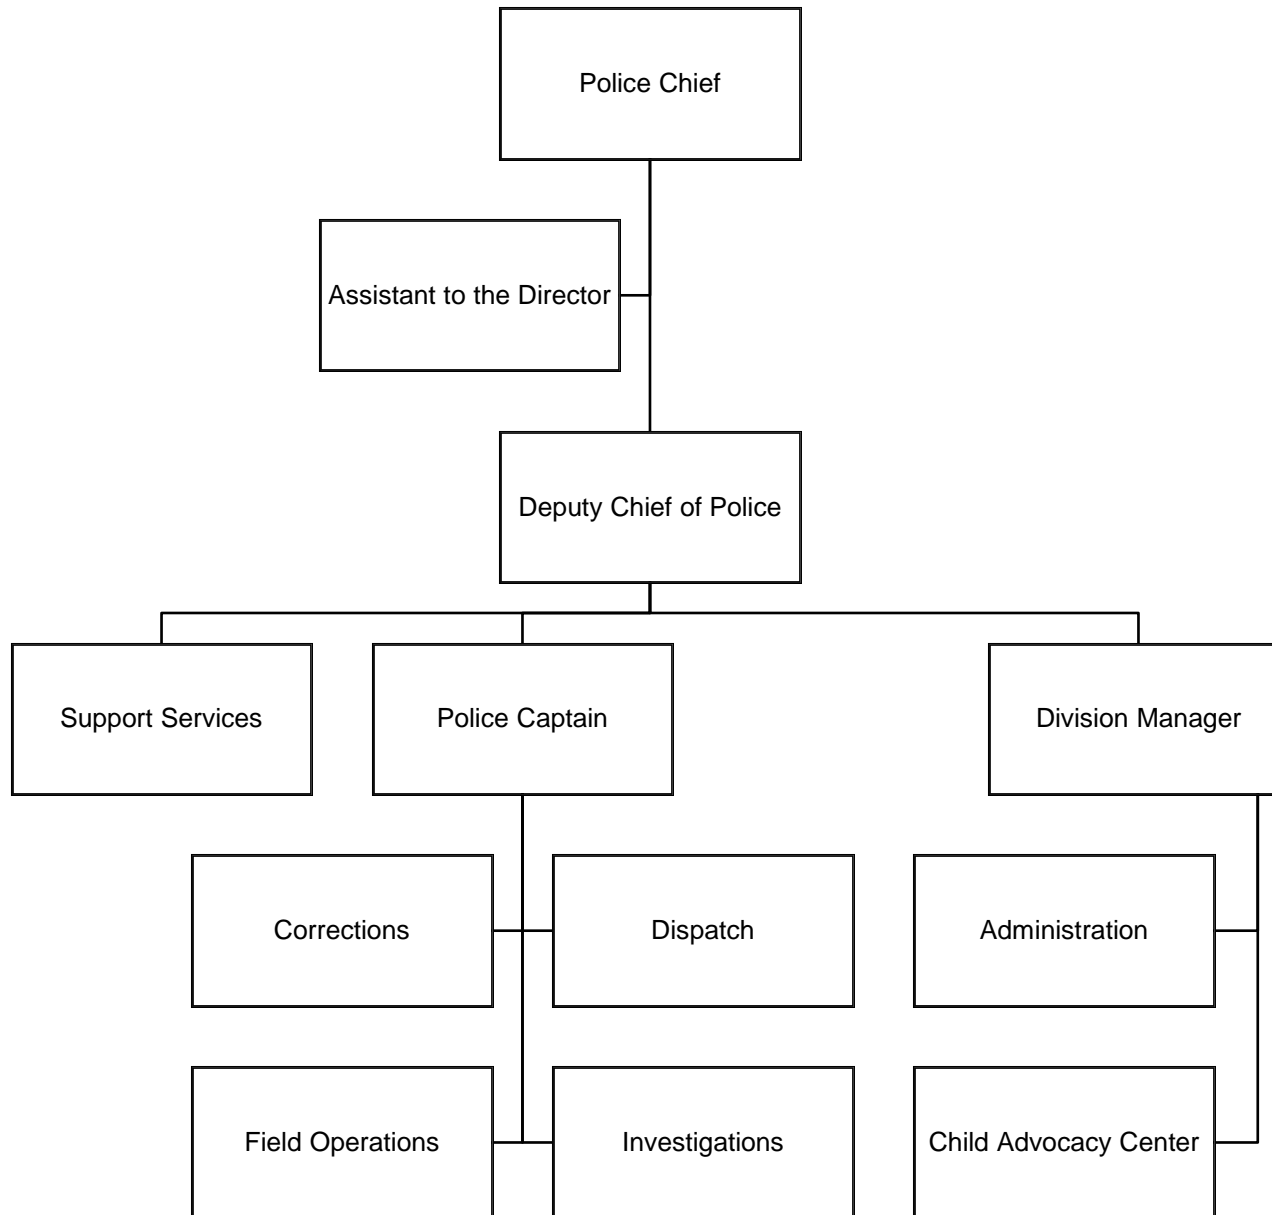 Police Chief
Assistant to the Director
Deputy Chief of Police
Support Services
Police Captain
Division Manager
Corrections
Dispatch
Administration
Field Operations
Investigations
Child Advocacy Center